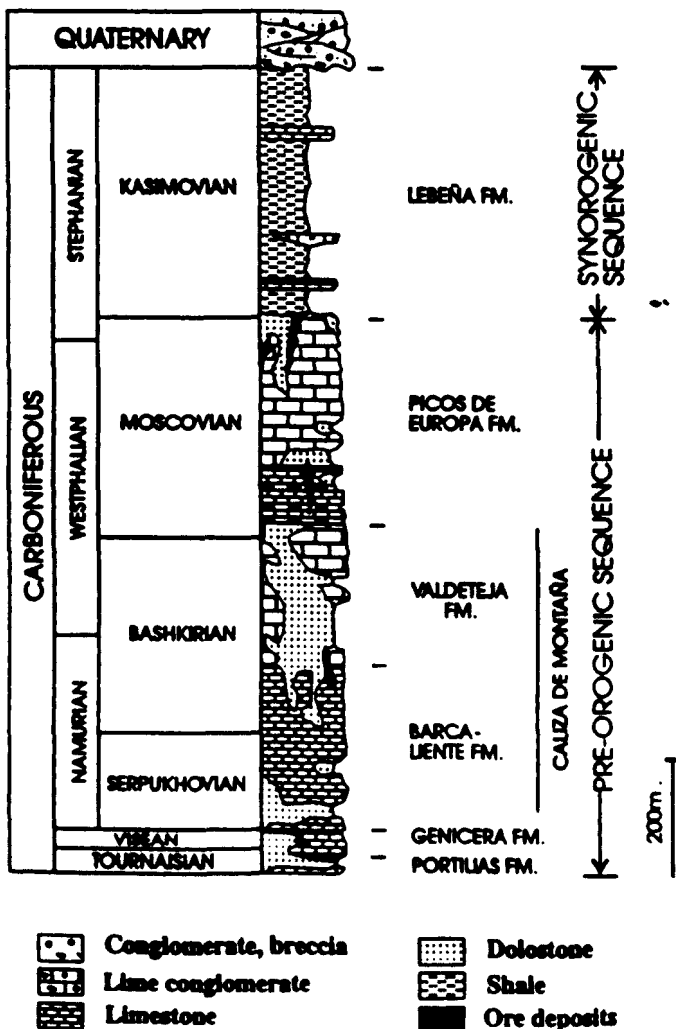 QUATERNARY
CARBONIFEROUS
STEPHANIAN
WESTPHALIAN
NAMURIAN
KASIMOVIAN
MOSCOVIAN
BASHKIRIAN
SERPUKHOVIAN
VISEAN
TOURNAISIAN
LEBEÑA FM.
PICOS DE
EUROPA FM.
VALDETEJA
FM.
BARCA-
LIENTE FM.
GENICERA FM.
PORTILIAS FM.
CALIZA DE MONTAÑA
SYNOROGENIC
SEQUENCE
PRE-OROGENIC SEQUENCE
200m.
Conglomerate, breccia
Lime conglomerate
Limestone
Dolostone
Shale
Ore deposits